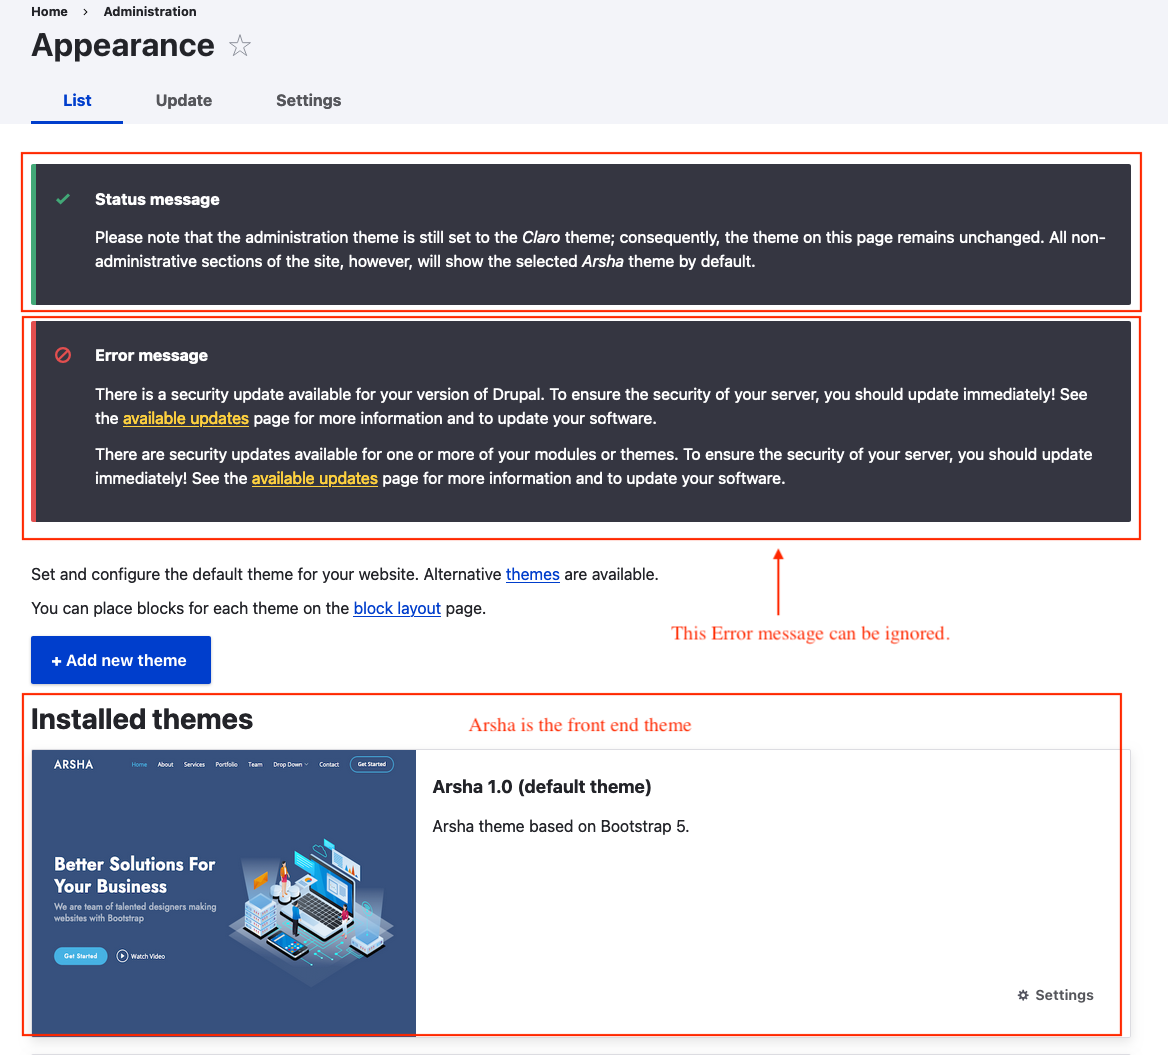 Home › Administration
Appearance
List Update Settings
Status message
Please note that the administration theme is still set to the Claro theme; consequently, the theme on this page remains unchanged. All non-
administrative sections of the site, however, will show the selected Arsha theme by default.
Error message
There is a security update available for your version of Drupal. To ensure the security of your server, you should update immediately! See
the available updates page for more information and to update your software.
There are security updates available for one or more of your modules or themes. To ensure the security of your server, you should update
immediately! See the available updates page for more information and to update your software.
Set and configure the default theme for your website. Alternative themes are available.
You can place blocks for each theme on the block layout page.
This Error message can be ignored.
+ Add new theme
Installed themes
Arsha is the front end theme
ARSHA Home About Services Portfolio Team Drop Down Contact Get Started
Better Solutions For
Your Business
We are team of talented designers making
websites with Bootstrap
Get Started Watch Video
Arsha 1.0 (default theme)
Arsha theme based on Bootstrap 5.
Settings